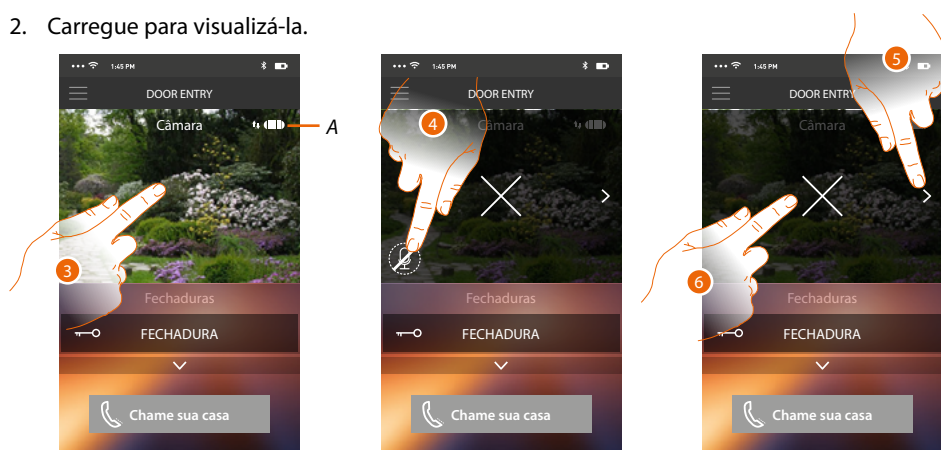 2. Carregue para visualizá-la.
1:45 PM
DOOR ENTRY
Câmara
A
3
Fechaduras
FECHADURA
Chame sua casa
1:45 PM
DOOR ENTRY
Câmara
4
Fechaduras
FECHADURA
Chame sua casa
1:45 PM
5
DOOR ENTRY
Câmara
6
Fechaduras
FECHADURA
Chame sua casa